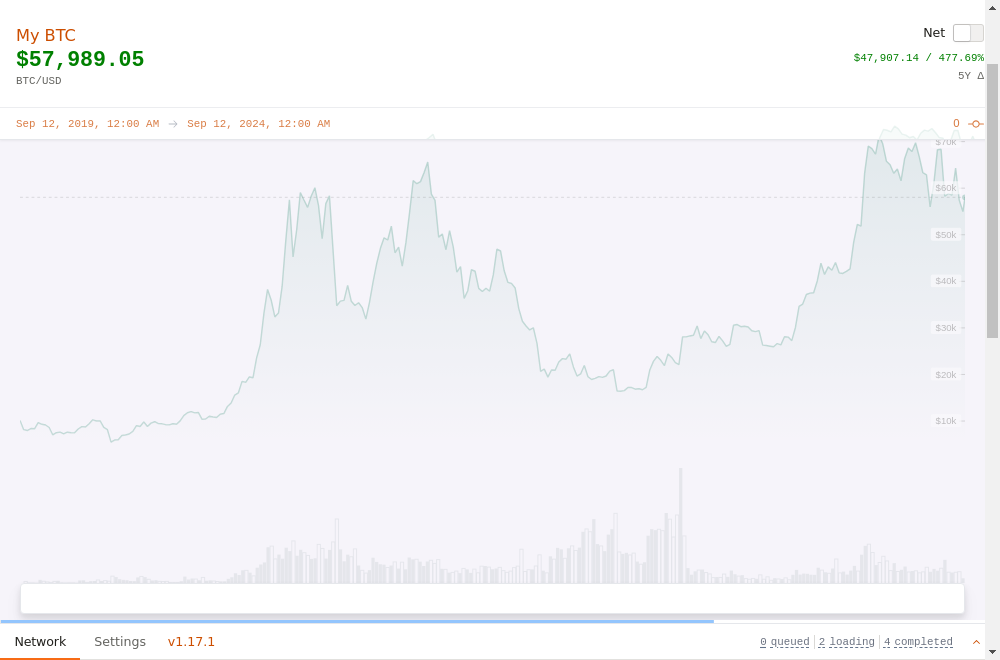 My BTC
Net
$57,989.05
$47,907.14 / 477.69%
BTC/USD
5Y Δ
Sep 12, 2019, 12:00 AM → Sep 12, 2024, 12:00 AM
0
$70k
$60k
$50k
$40k
$30k
$20k
$10k
Network Settings v1.17.1 0 queued 2 loading 4 completed